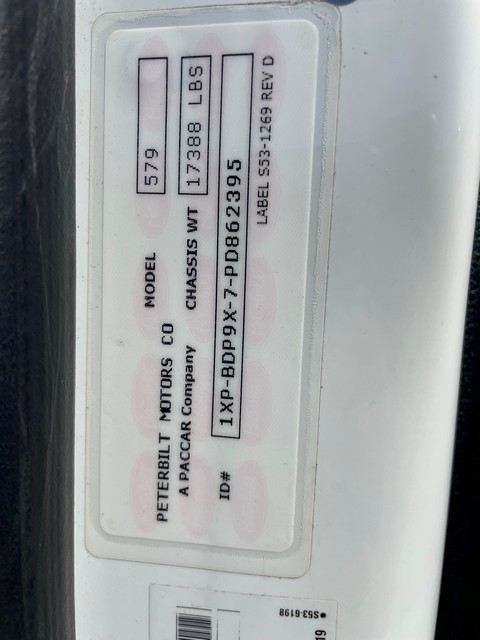 PETERBILT MOTORS CO MODEL 579
A PACCAR Company CHASSIS WT 17388 LBS
ID# 1XP-BDP9X-7-PD862395
LABEL S53-1269 REV D
S53-6198
19